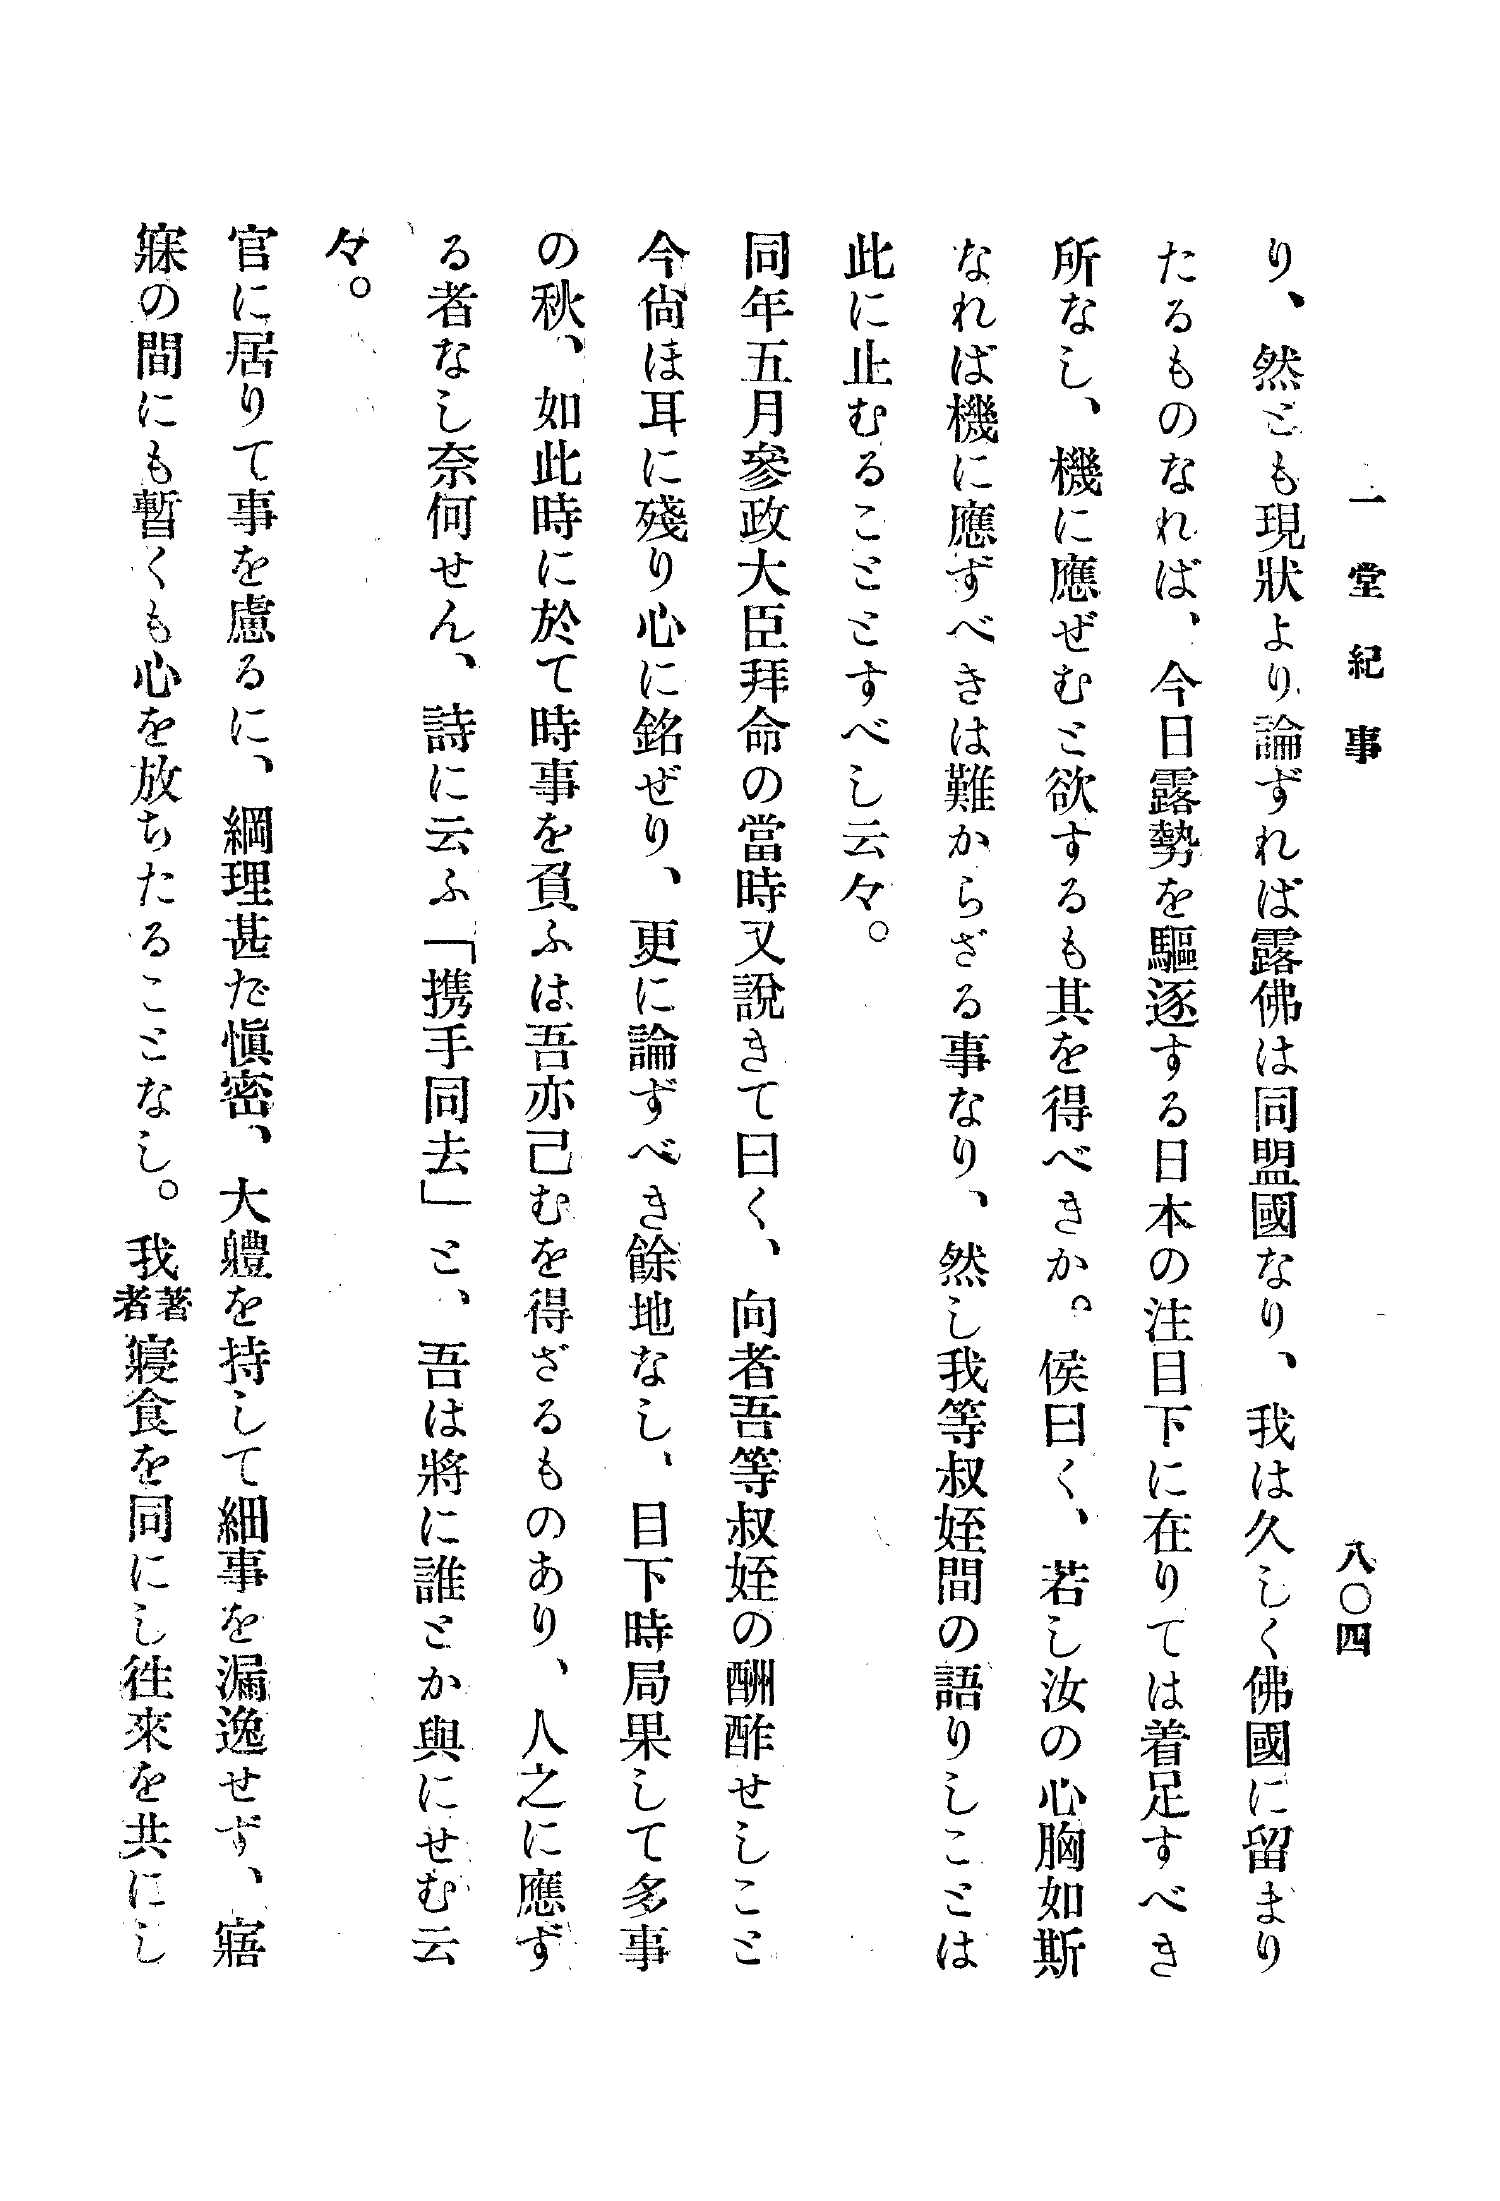 一堂紀事
八〇四
り、然とも現狀より論ずれば露佛は同盟國なり、我は久しく佛國に留まり
たるものなれば、今日露勢を驅逐する日本の注目下に在りては着足すべき
所なし、機に應ぜむと欲するも其を得べきか。侯曰く、若し汝の心胸如斯
なれば機に應ずべきは難からざる事なり、然し我等叔姪間の語りしことは
此に止むることとすべし云々。
同年五月參政大臣拜命の當時又說きて曰く、向者吾等叔姪の酬酢せしこと
今尙ほ耳に殘り心に銘ぜり、更に論ずべき餘地なし、目下時局果して多事
の秋、如此時に於て時事を負ふは吾亦己むを得ざるものあり、人之に應ず
る者なし奈何せん、詩に云ふ「携手同去」と、吾は將に誰とか與にせむ云
々。
官に居りて事を慮るに、綱理甚だ愼密、大軆を持して細事を漏逸せず、寤
寐の間にも暫くも心を放ちたることなし。我著者寢食を同にし徃來を共にし